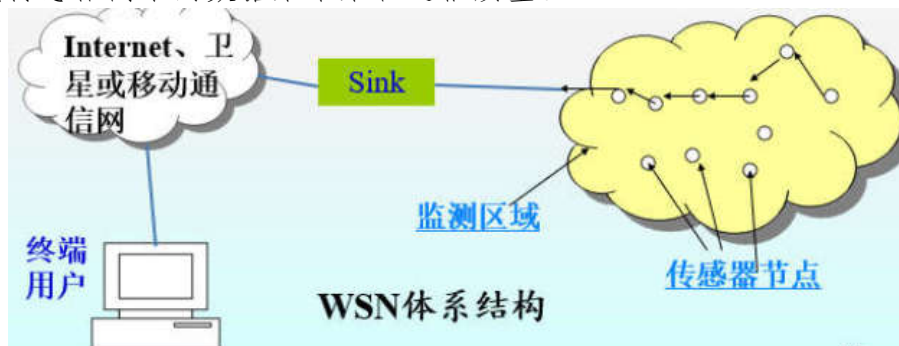 Internet、卫
星或移动通
信网
Sink
监测区域
终端
用户
传感器节点
WSN体系结构